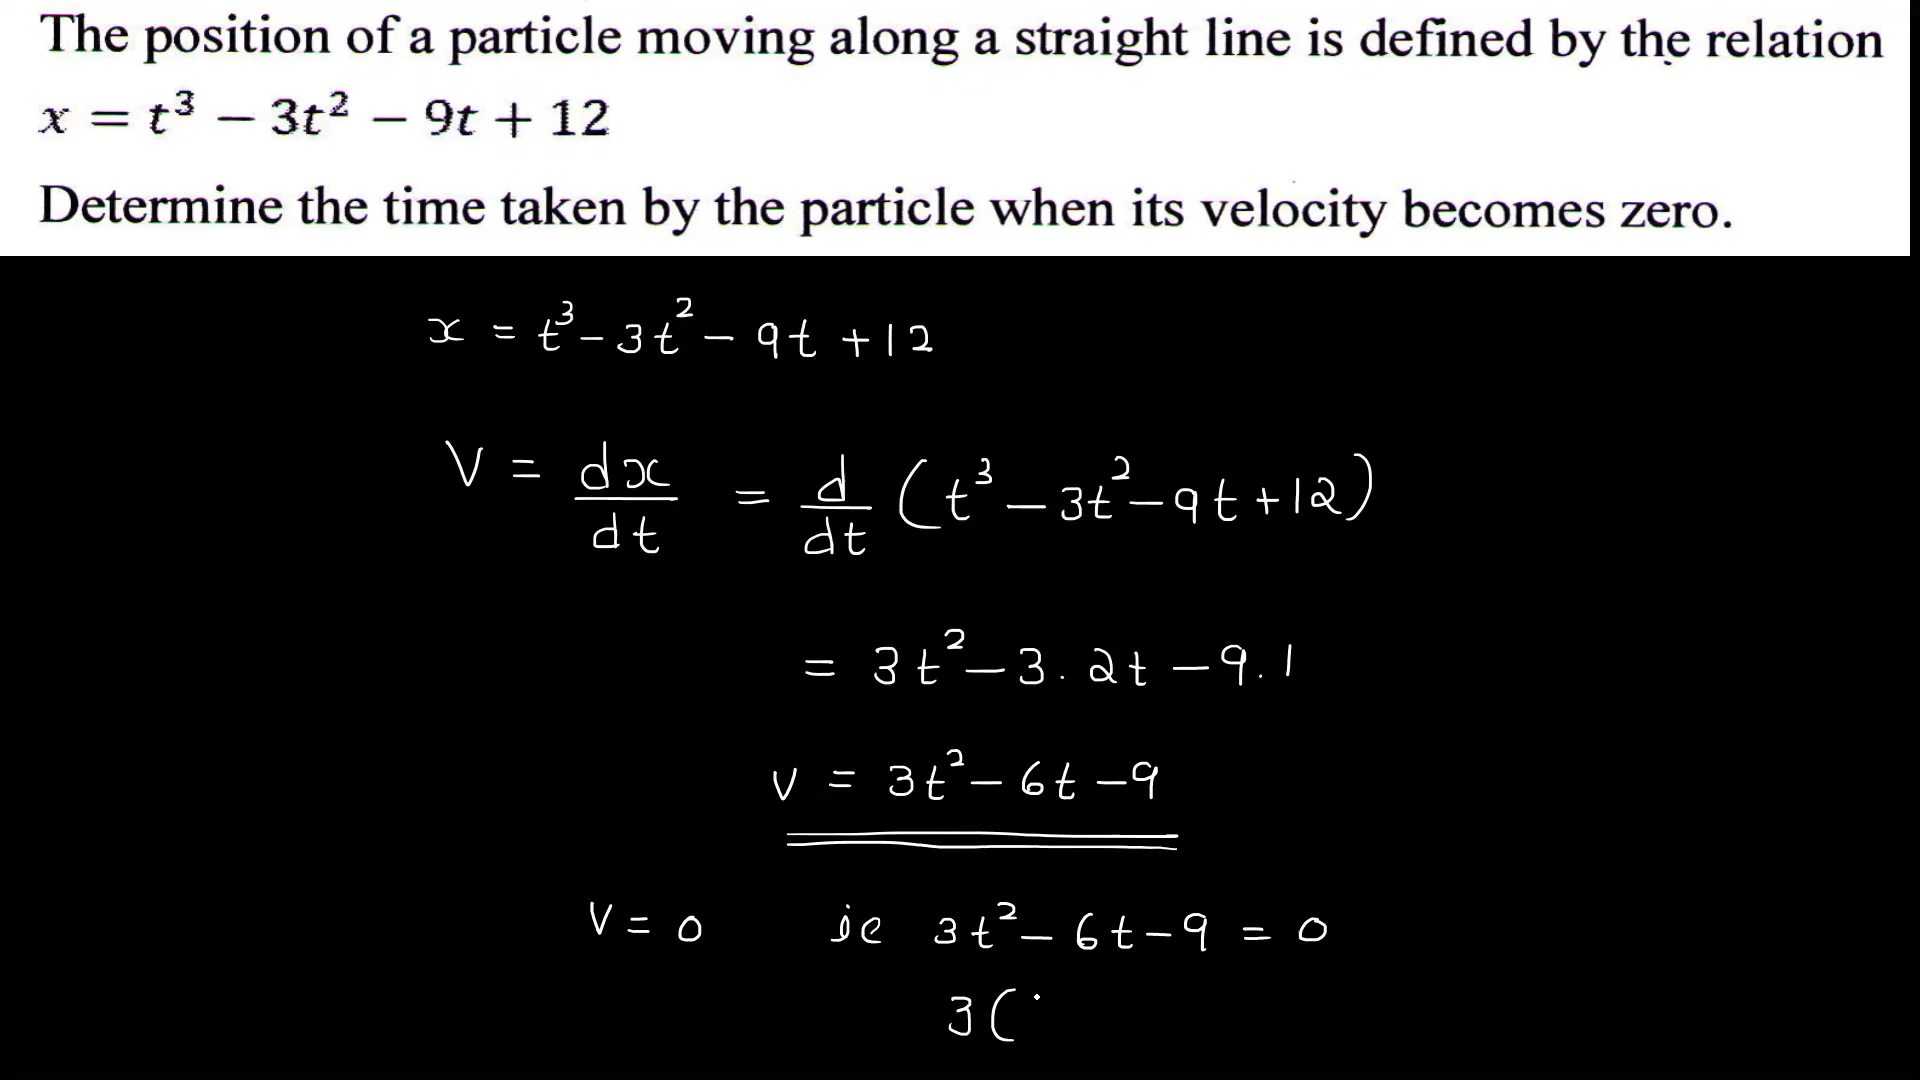 The position of a particle moving along a straight line is defined by the relation
x = t³ − 3t² − 9t + 12
Determine the time taken by the particle when its velocity becomes zero.
x = t³ − 3t² − 9t + 12
V = dx/dt = d/dt (t³ − 3t² − 9t + 12)
= 3t² − 3. 2t − 9. 1
v = 3t² − 6t − 9
V = 0 ie 3t² − 6t − 9 = 0
3(